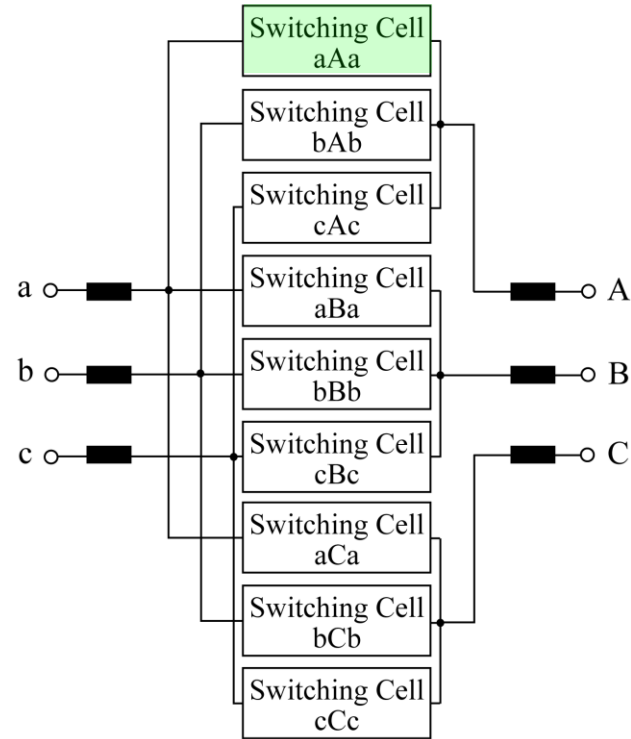 Switching Cell
aAa
Switching Cell
bAb
Switching Cell
cAc
a
Switching Cell
aBa
A
b
Switching Cell
bBb
B
c
Switching Cell
cBc
C
Switching Cell
aCa
Switching Cell
bCb
Switching Cell
cCc